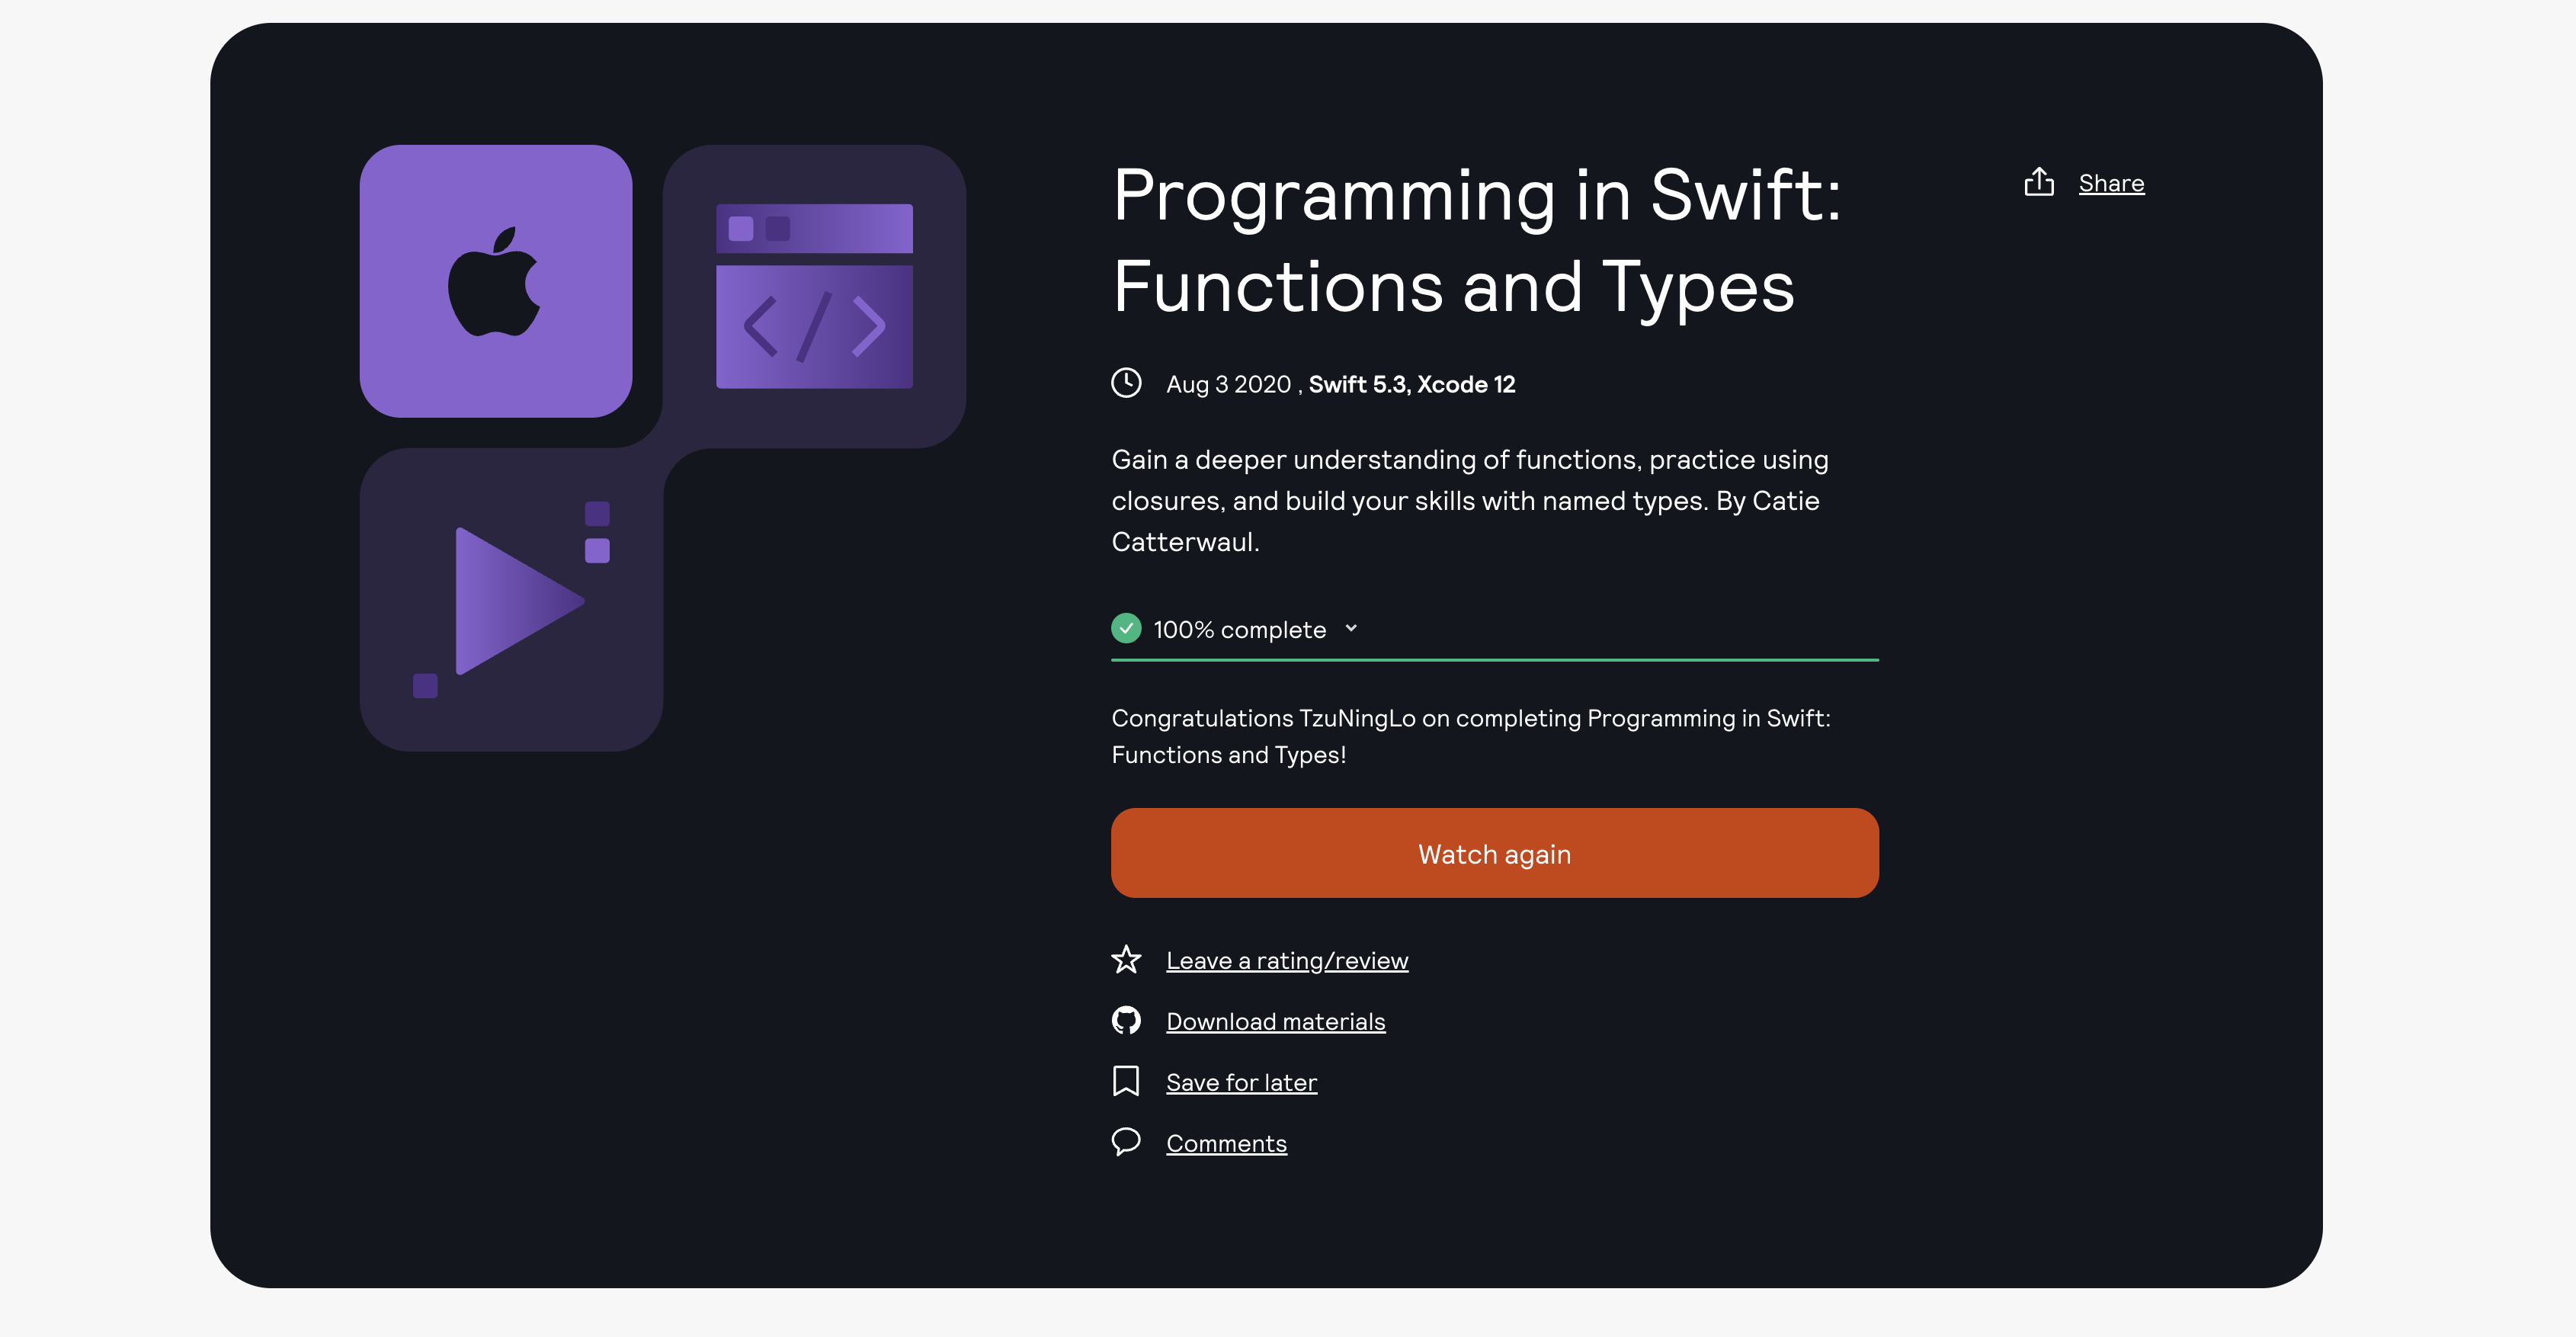 Programming in Swift:
Functions and Types
Share
Aug 3 2020 , Swift 5.3, Xcode 12
Gain a deeper understanding of functions, practice using
closures, and build your skills with named types. By Catie
Catterwaul.
100% complete
Congratulations TzuNingLo on completing Programming in Swift:
Functions and Types!
Watch again
Leave a rating/review
Download materials
Save for later
Comments